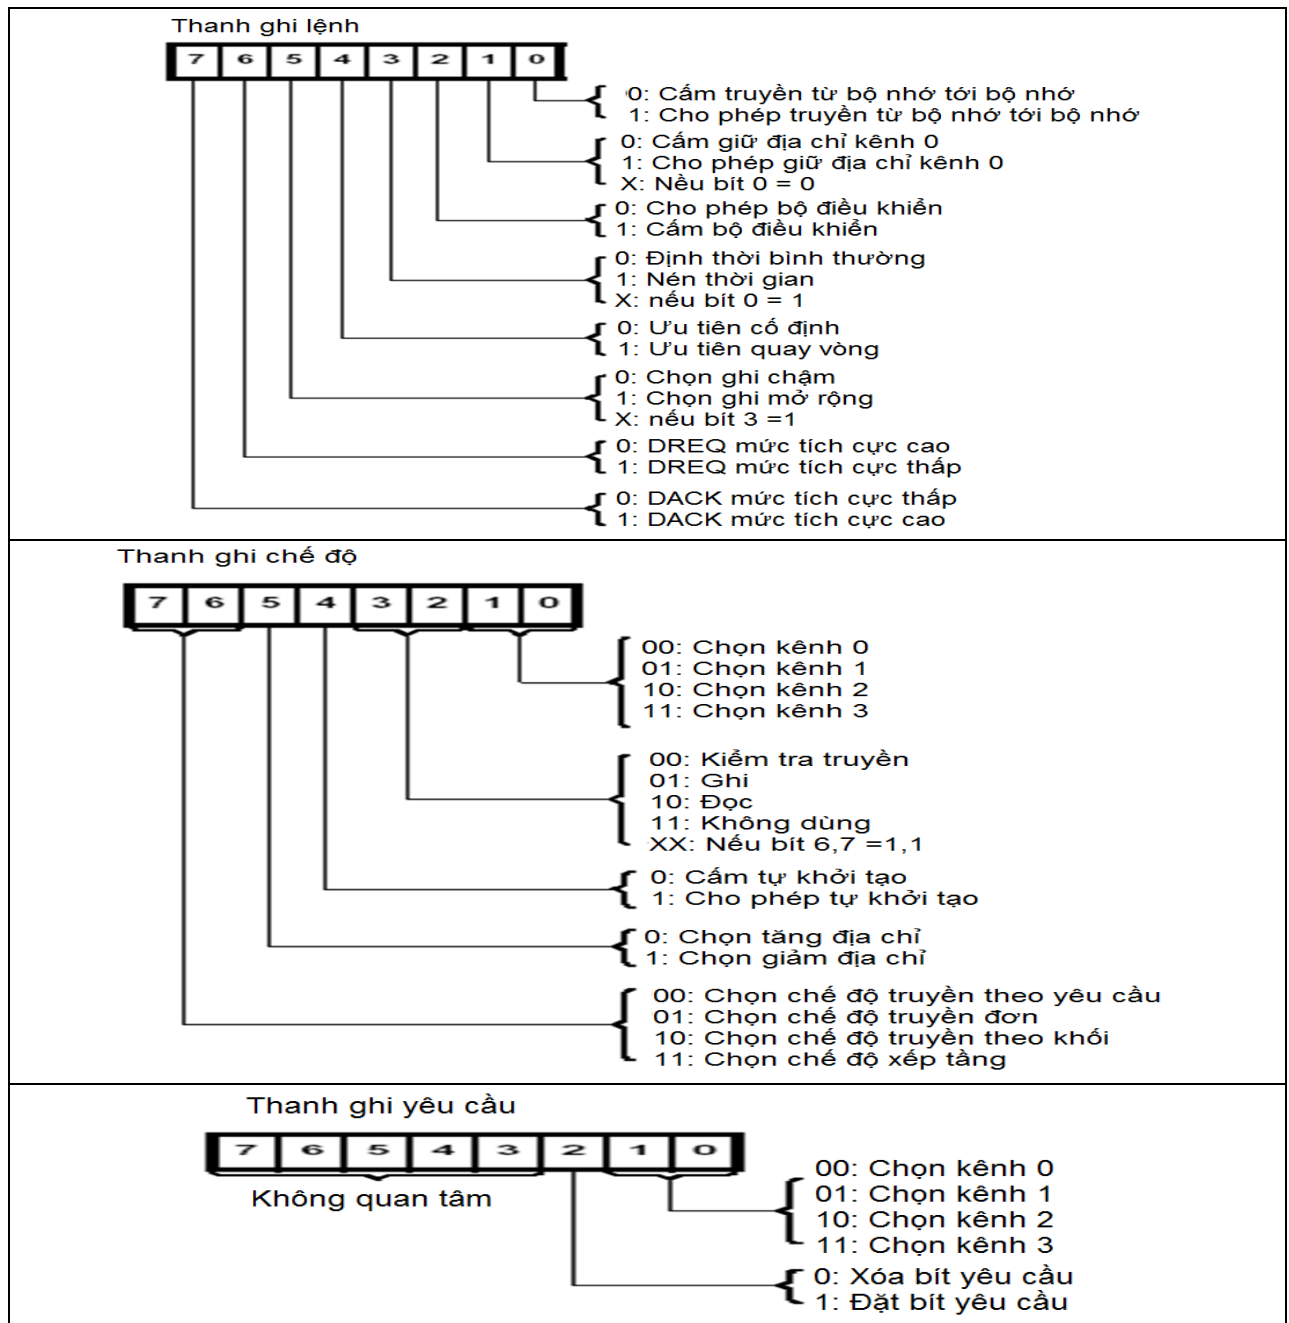 Thanh ghi lệnh
7 6 5 4 3 2 1 0
0: Cấm truyền từ bộ nhớ tới bộ nhớ
1: Cho phép truyền từ bộ nhớ tới bộ nhớ
0: Cấm giữ địa chỉ kênh 0
1: Cho phép giữ địa chỉ kênh 0
X: Nều bít 0 = 0
0: Cho phép bộ điều khiển
1: Cấm bộ điều khiển
0: Định thời bình thường
1: Nén thời gian
X: nếu bít 0 = 1
0: Ưu tiên cố định
1: Ưu tiên quay vòng
0: Chọn ghi chậm
1: Chọn ghi mở rộng
X: nếu bít 3 =1
0: DREQ mức tích cực cao
1: DREQ mức tích cực thấp
0: DACK mức tích cực thấp
1: DACK mức tích cực cao
Thanh ghi chế độ
7 6 5 4 3 2 1 0
00: Chọn kênh 0
01: Chọn kênh 1
10: Chọn kênh 2
11: Chọn kênh 3
00: Kiểm tra truyền
01: Ghi
10: Đọc
11: Không dùng
XX: Nếu bít 6,7 =1,1
0: Cấm tự khởi tạo
1: Cho phép tự khởi tạo
0: Chọn tăng địa chỉ
1: Chọn giảm địa chỉ
00: Chọn chế độ truyền theo yêu cầu
01: Chọn chế độ truyền đơn
10: Chọn chế độ truyền theo khối
11: Chọn chế độ xếp tầng
Thanh ghi yêu cầu
7 6 5 4 3 2 1 0
Không quan tâm
00: Chọn kênh 0
01: Chọn kênh 1
10: Chọn kênh 2
11: Chọn kênh 3
0: Xóa bít yêu cầu
1: Đặt bít yêu cầu